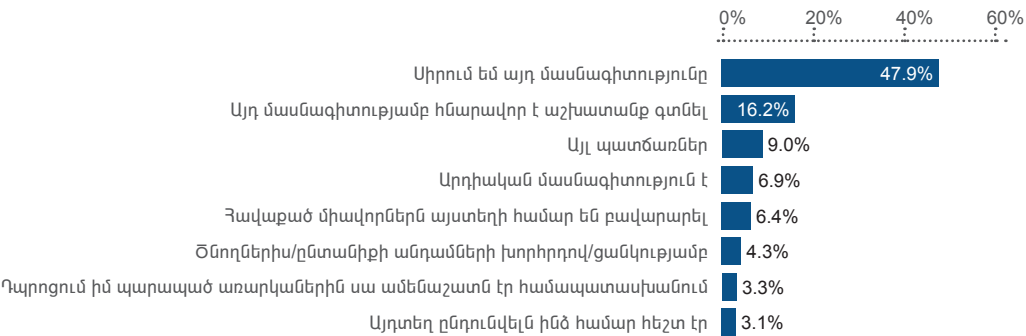 0% 20% 40% 60%
Սիրում եմ այդ մասնագիտությունը 47.9%
Այդ մասնագիտությամբ հնարավոր է աշխատանք գտնել 16.2%
Այլ պատճառներ 9.0%
Արդիական մասնագիտություն է 6.9%
Հավաքած միավորներն այստեղի համար են բավարարել 6.4%
Ծնողներիս/ընտանիքի անդամների խորհրդով/ցանկությամբ 4.3%
Դպրոցում իմ պարապած առարկաներին սա ամենաշատն էր համապատասխանում 3.3%
Այդտեղ ընդունվելն ինձ համար հեշտ էր 3.1%